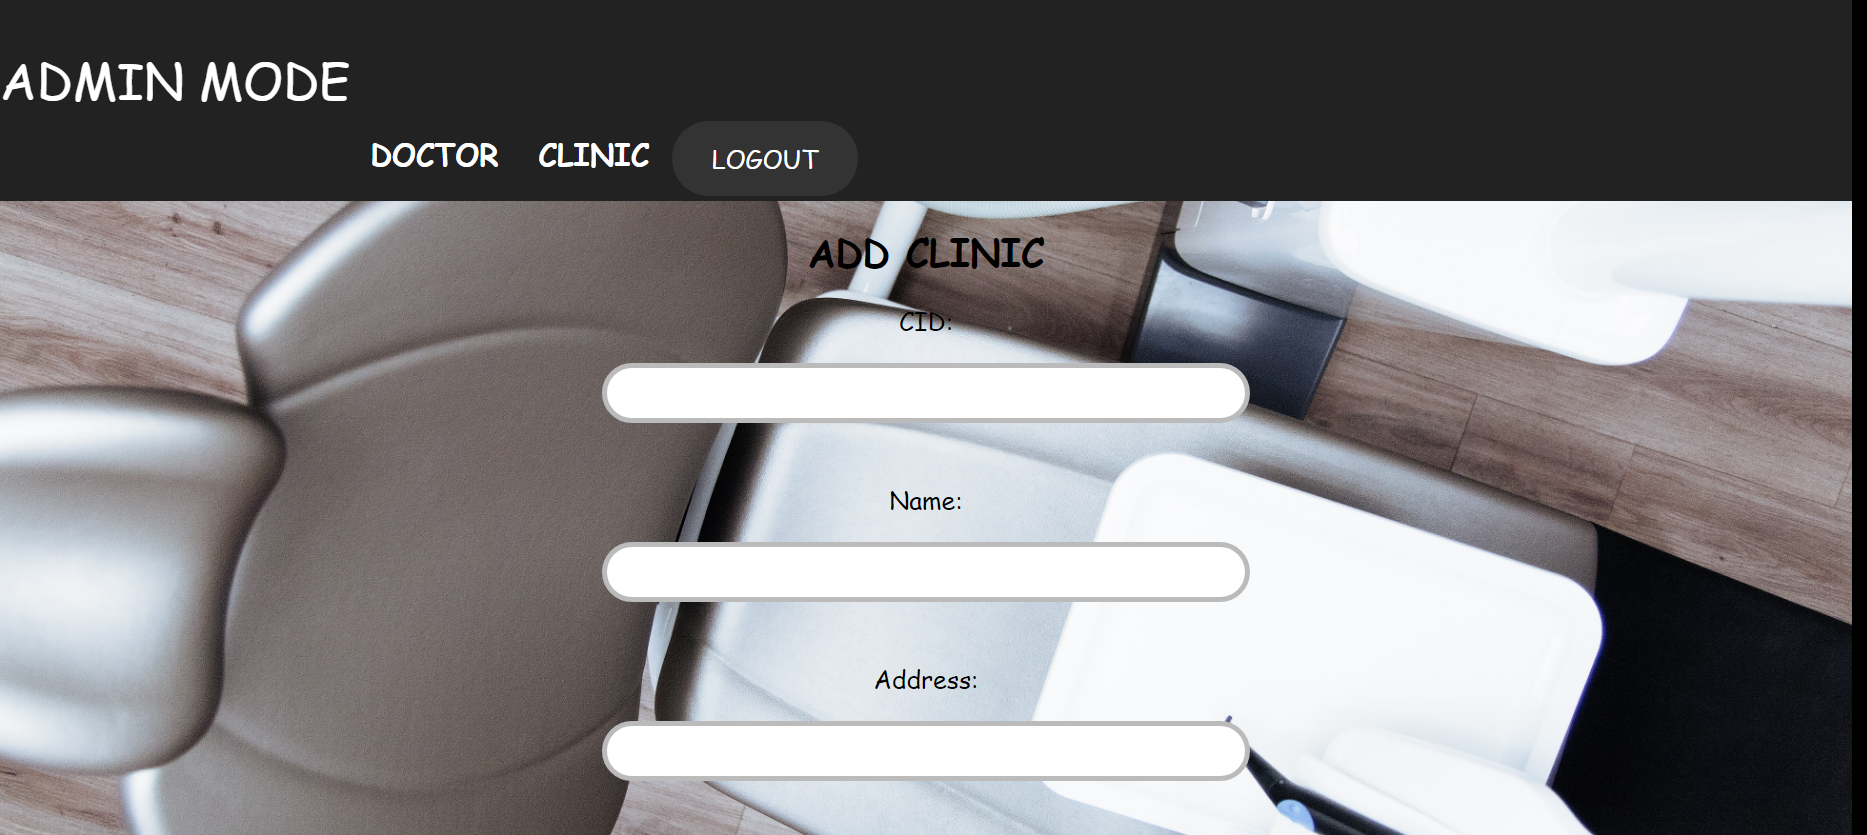 ADMIN MODE
DOCTOR CLINIC LOGOUT
ADD CLINIC
CID:
Name:
Address: